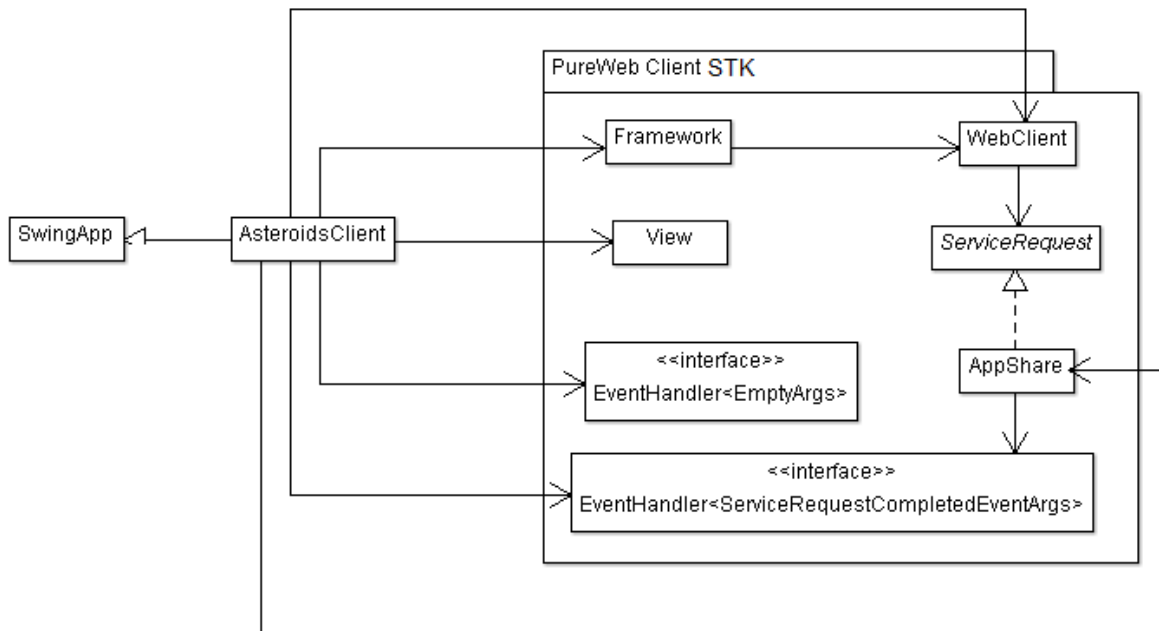 PureWeb Client STK
Framework
WebClient
SwingApp
AsteroidsClient
View
ServiceRequest
<<interface>>
EventHandler<EmptyArgs>
AppShare
<<interface>>
EventHandler<ServiceRequestCompletedEventArgs>